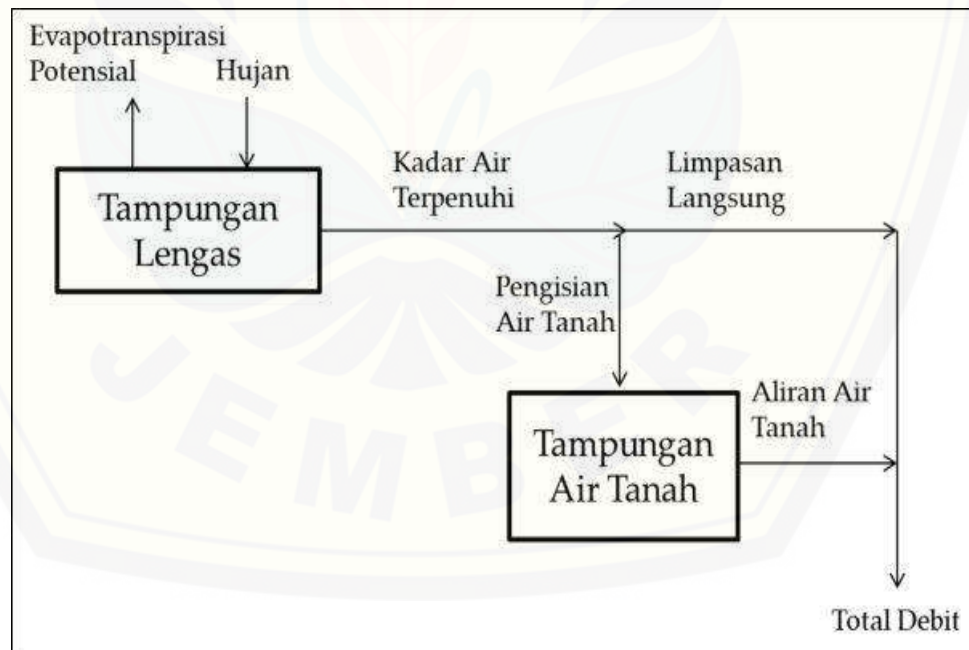 Evapotranspirasi
Potensial
Hujan
Kadar Air
Terpenuhi
Limpasan
Langsung
Tampungan
Lengas
Pengisian
Air Tanah
Aliran Air
Tanah
Tampungan
Air Tanah
Total Debit
JEMBER